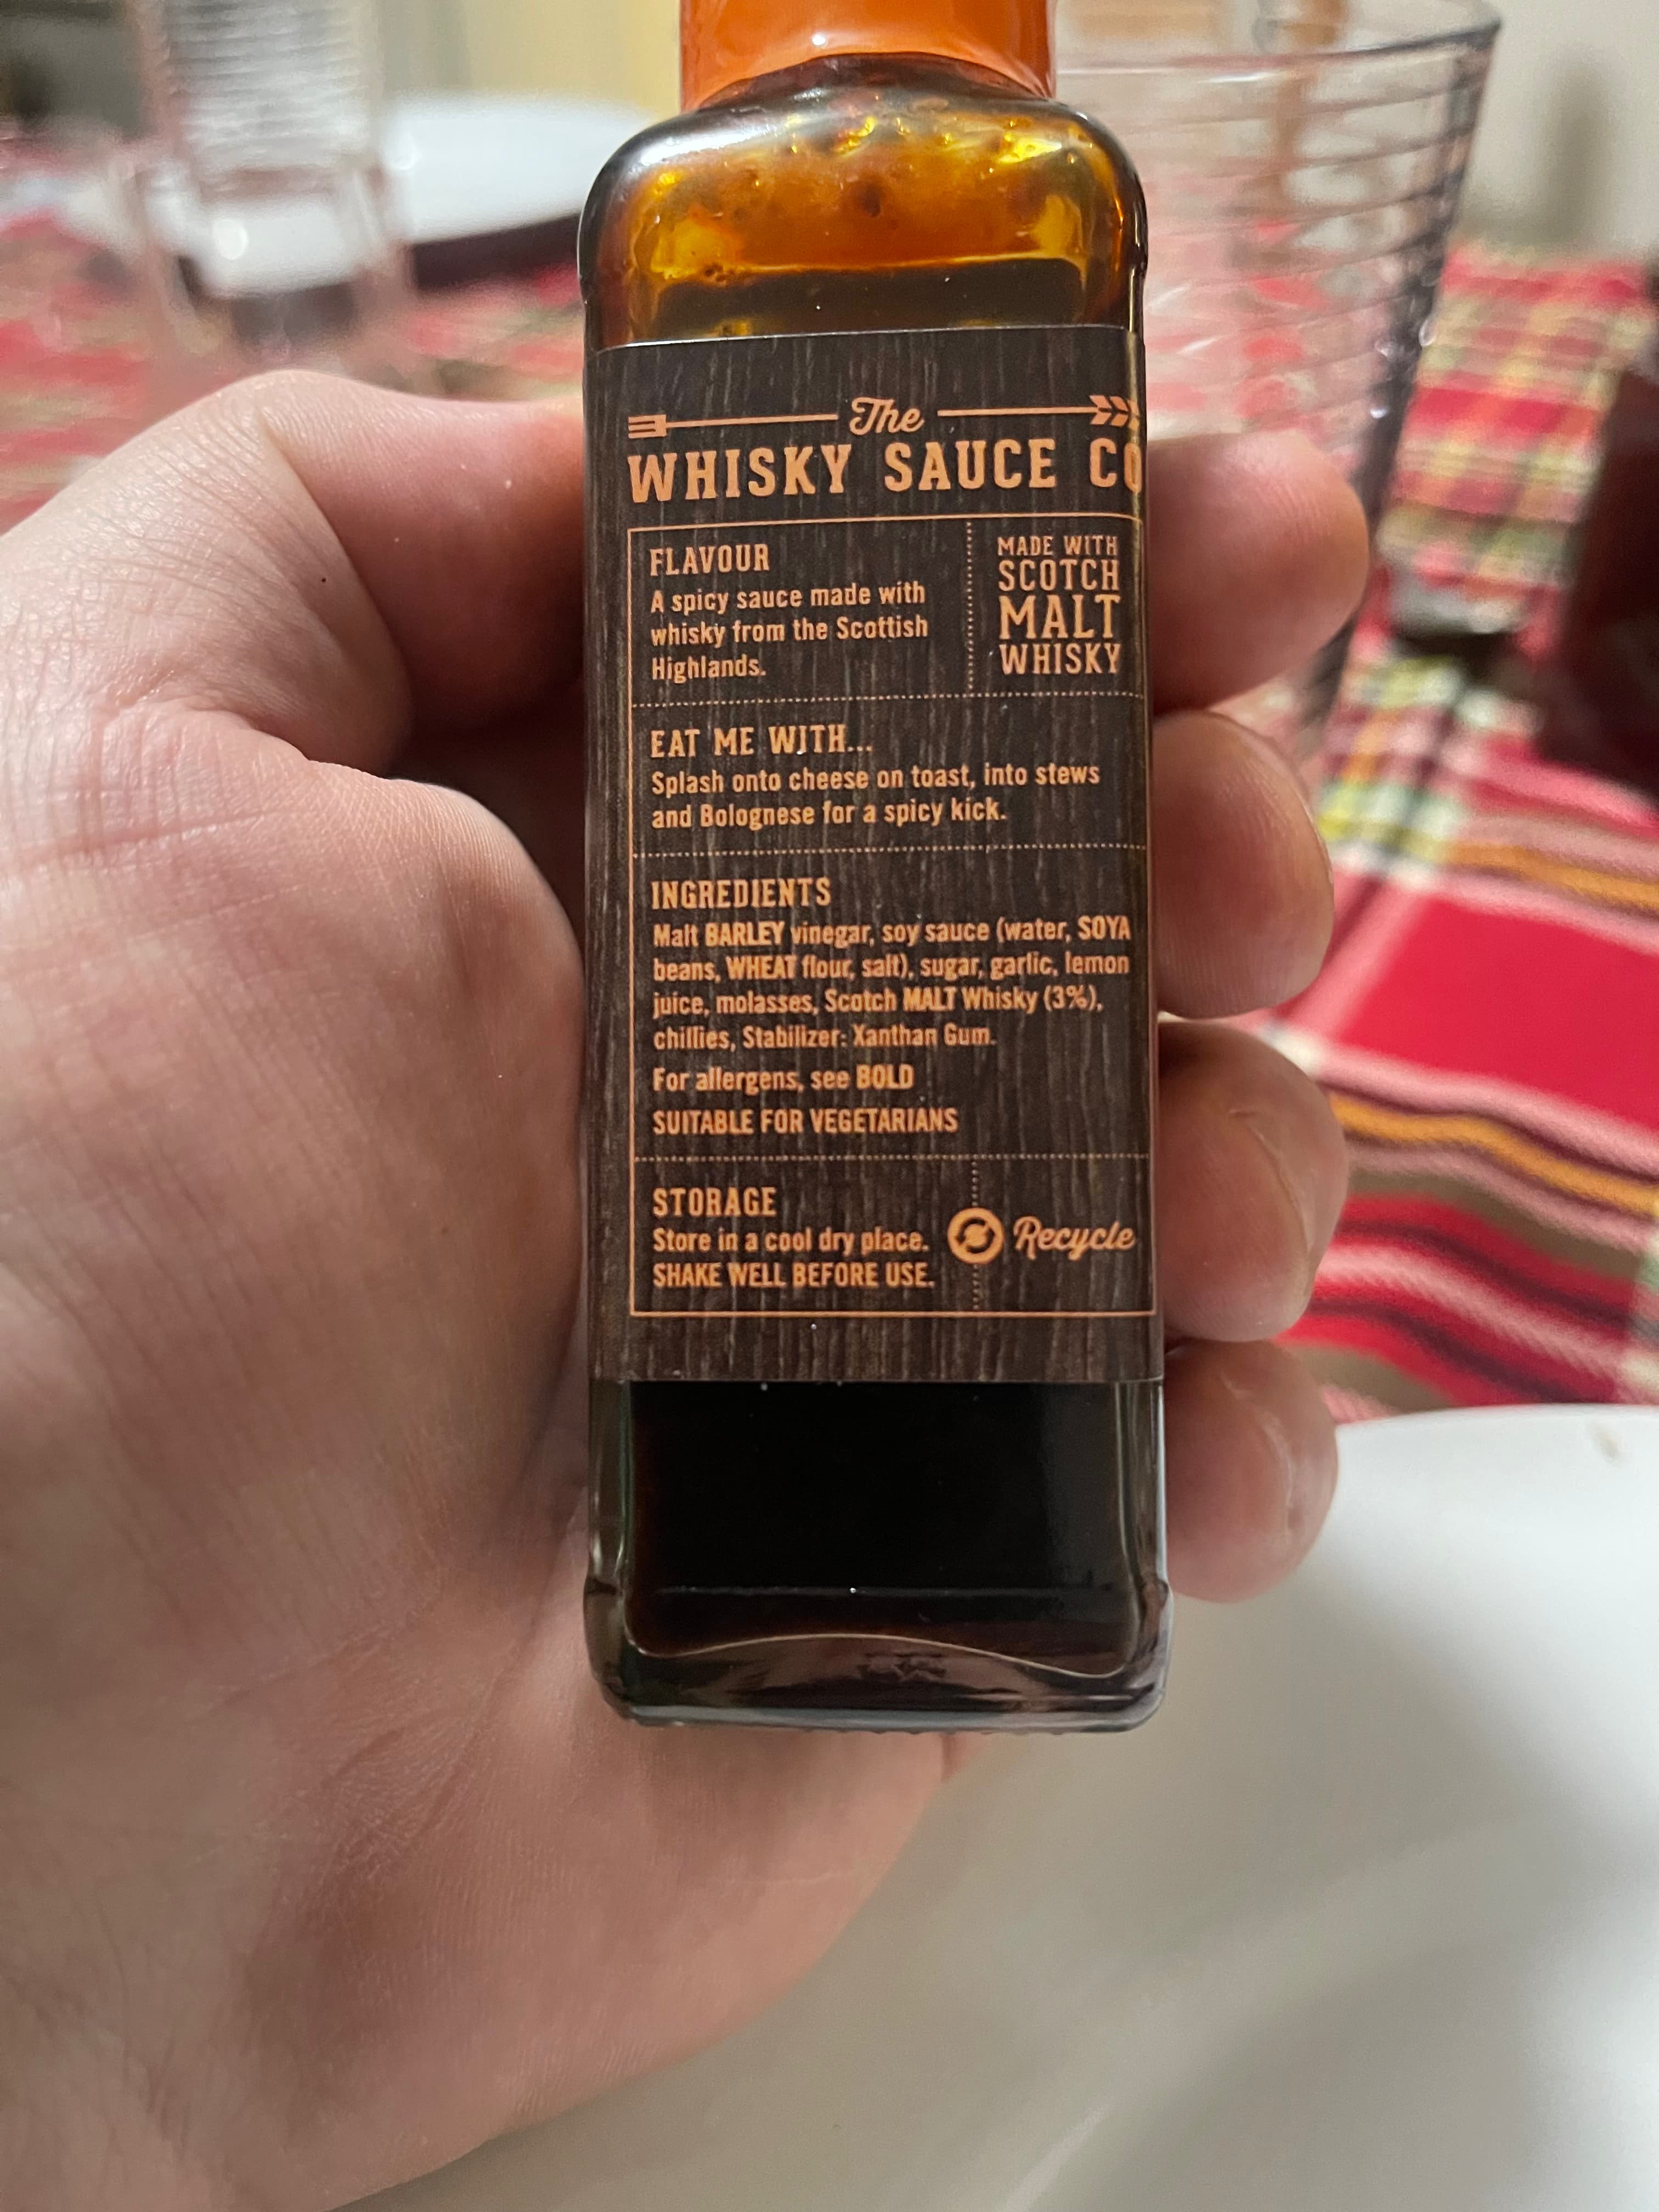 The
WHISKY SAUCE CO
FLAVOUR
A spicy sauce made with
whisky from the Scottish
Highlands.
MADE WITH
SCOTCH
MALT
WHISKY
EAT ME WITH...
Splash onto cheese on toast, into stews
and Bolognese for a spicy kick.
INGREDIENTS
Malt BARLEY vinegar, soy sauce (water, SOYA
beans, WHEAT flour, salt), sugar, garlic, lemon
juice, molasses, Scotch MALT Whisky (3%),
chillies, Stabilizer: Xanthan Gum.
For allergens, see BOLD
SUITABLE FOR VEGETARIANS
STORAGE
Store in a cool dry place.
SHAKE WELL BEFORE USE.
Recycle